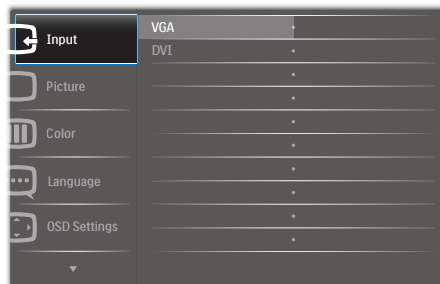 Input
VGA
DVI
Picture
Color
Language
OSD Settings